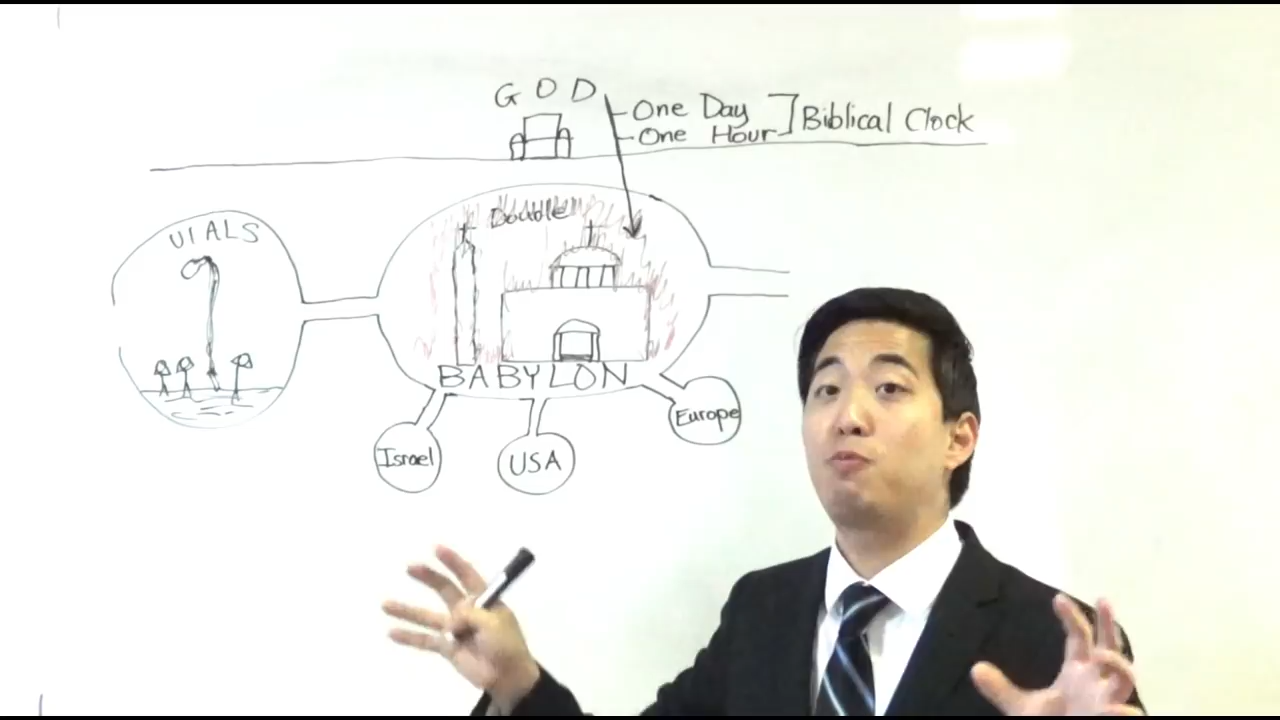 GOD
One Day
One Hour
Biblical Clock
VIALS
Double
BABYLON
Israel
USA
Europe